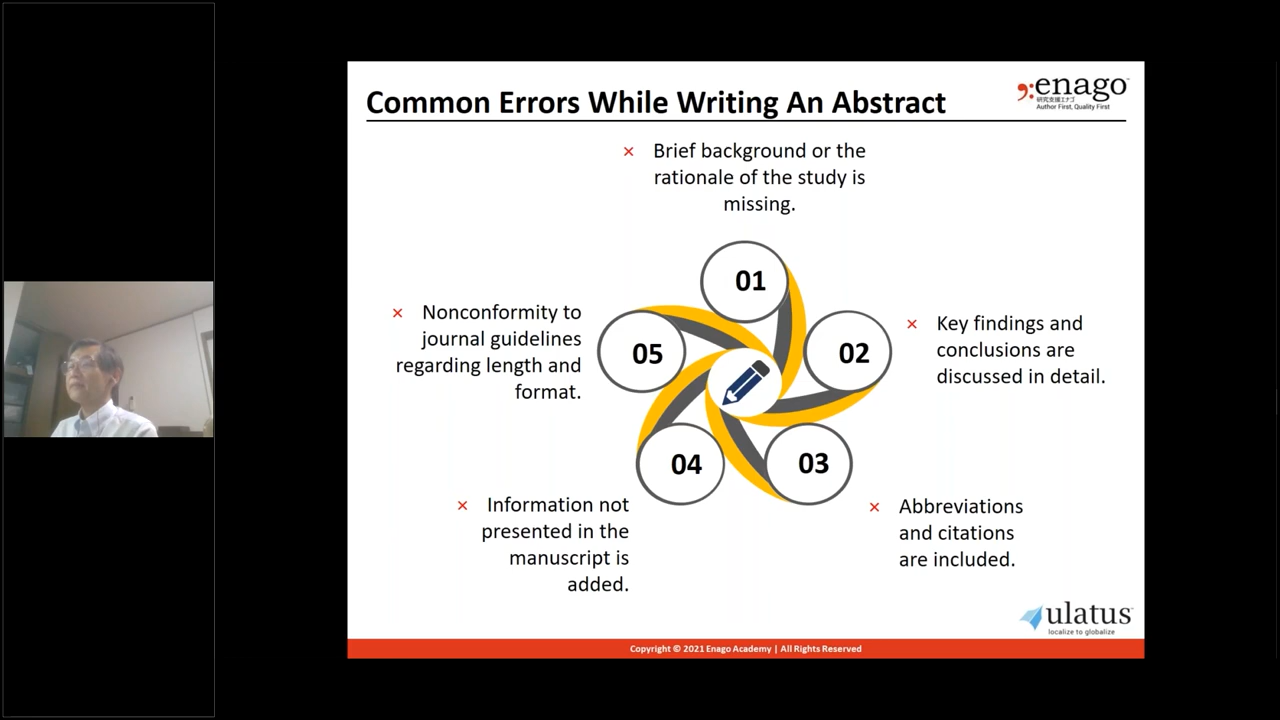 Common Errors While Writing An Abstract
enago
研究支援エナゴ
Author First, Quality First
× Brief background or the
rationale of the study is
missing.
01
× Key findings and
conclusions are
discussed in detail.
02
× Abbreviations
and citations
are included.
03
× Information not
presented in the
manuscript is
added.
04
× Nonconformity to
journal guidelines
regarding length and
format.
05
ulatus
localize to globalize
Copyright © 2021 Enago Academy | All Rights Reserved